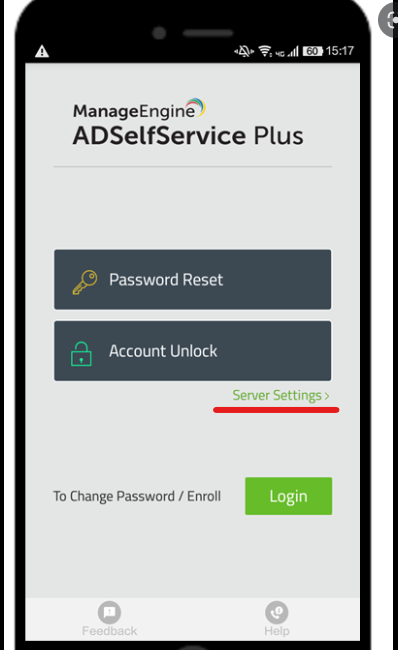 60 15:17
ManageEngine
ADSelfService Plus
Password Reset
Account Unlock
Server Settings >
To Change Password / Enroll
Login
Feedback
Help